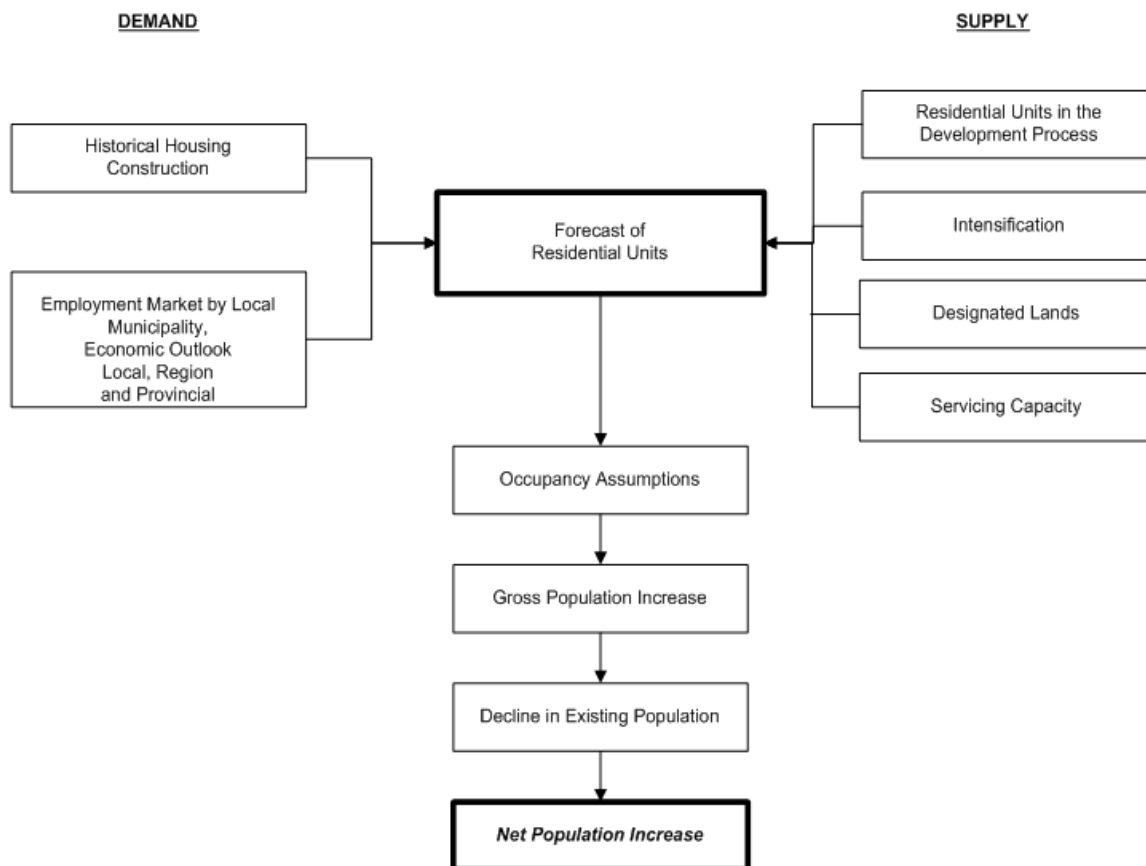 DEMAND
SUPPLY
Historical Housing
Construction
Employment Market by Local
Municipality,
Economic Outlook
Local, Region
and Provincial
Forecast of
Residential Units
Residential Units in the
Development Process
Intensification
Designated Lands
Servicing Capacity
Occupancy Assumptions
Gross Population Increase
Decline in Existing Population
Net Population Increase